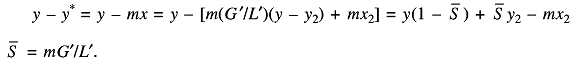 y − y* = y − mx = y − [m(G′/L′)(y − y₂) + mx₂] = y(1 − S̅) + S̅y₂ − mx₂
S̅ = mG′/L′.